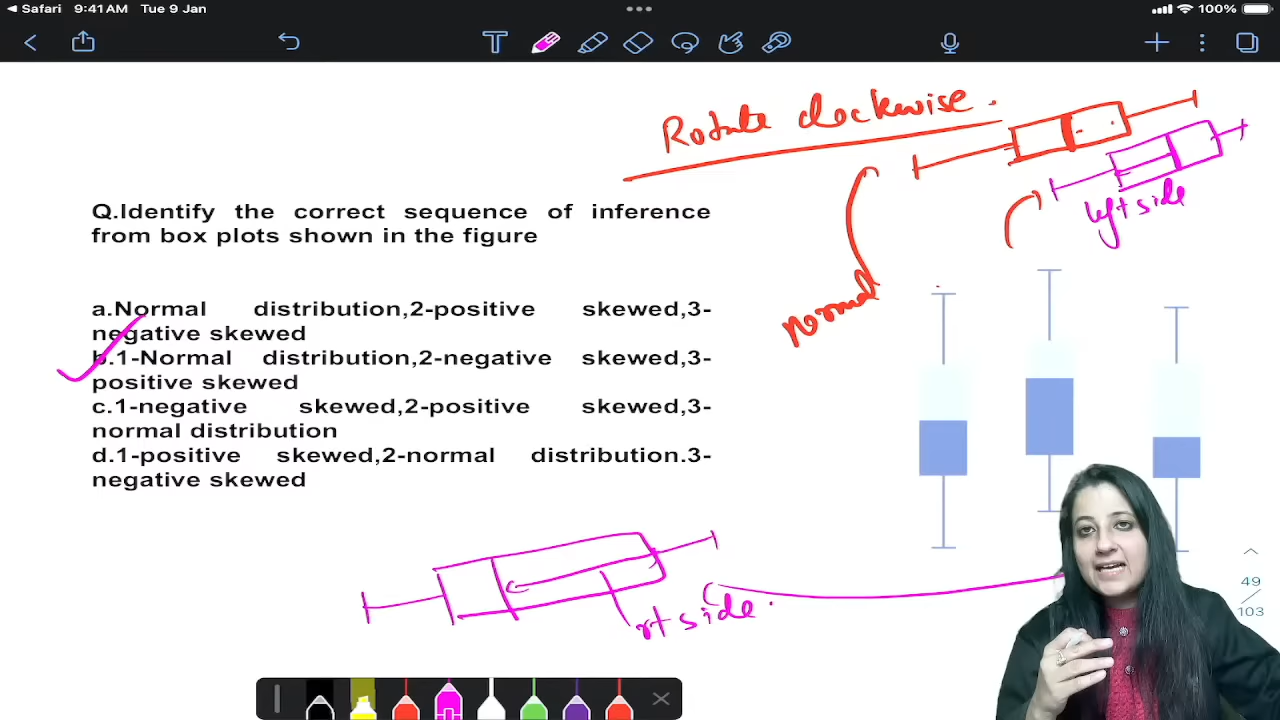 Safari 9:41AM Tue 9 Jan
100%
Rotate clockwise.
left side
Normal
Q.Identify the correct sequence of inference
from box plots shown in the figure
a.Normal distribution,2-positive skewed,3-
negative skewed
b.1-Normal distribution,2-negative skewed,3-
positive skewed
c.1-negative skewed,2-positive skewed,3-
normal distribution
d.1-positive skewed,2-normal distribution.3-
negative skewed
rt side.
49
/
103